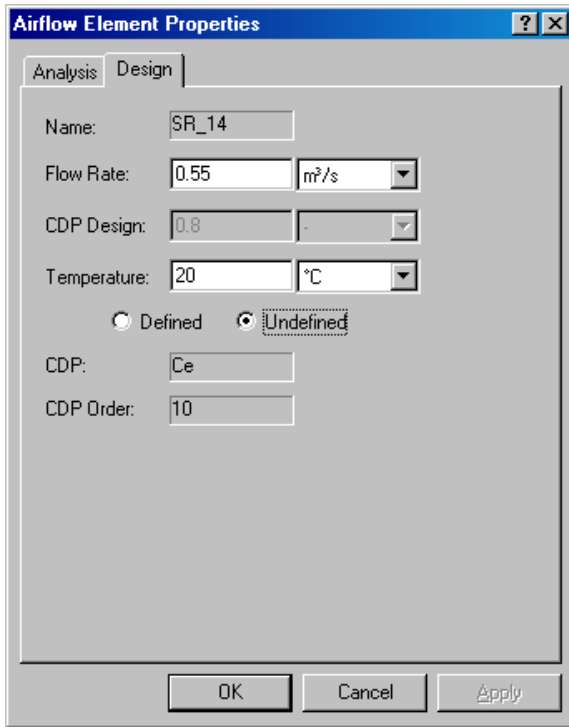 Airflow Element Properties
Analysis Design
Name: SR_14
Flow Rate: 0.55 m³/s
CDP Design: 0.8 -
Temperature: 20 °C
Defined Undefined
CDP: Ce
CDP Order: 10
OK Cancel Apply